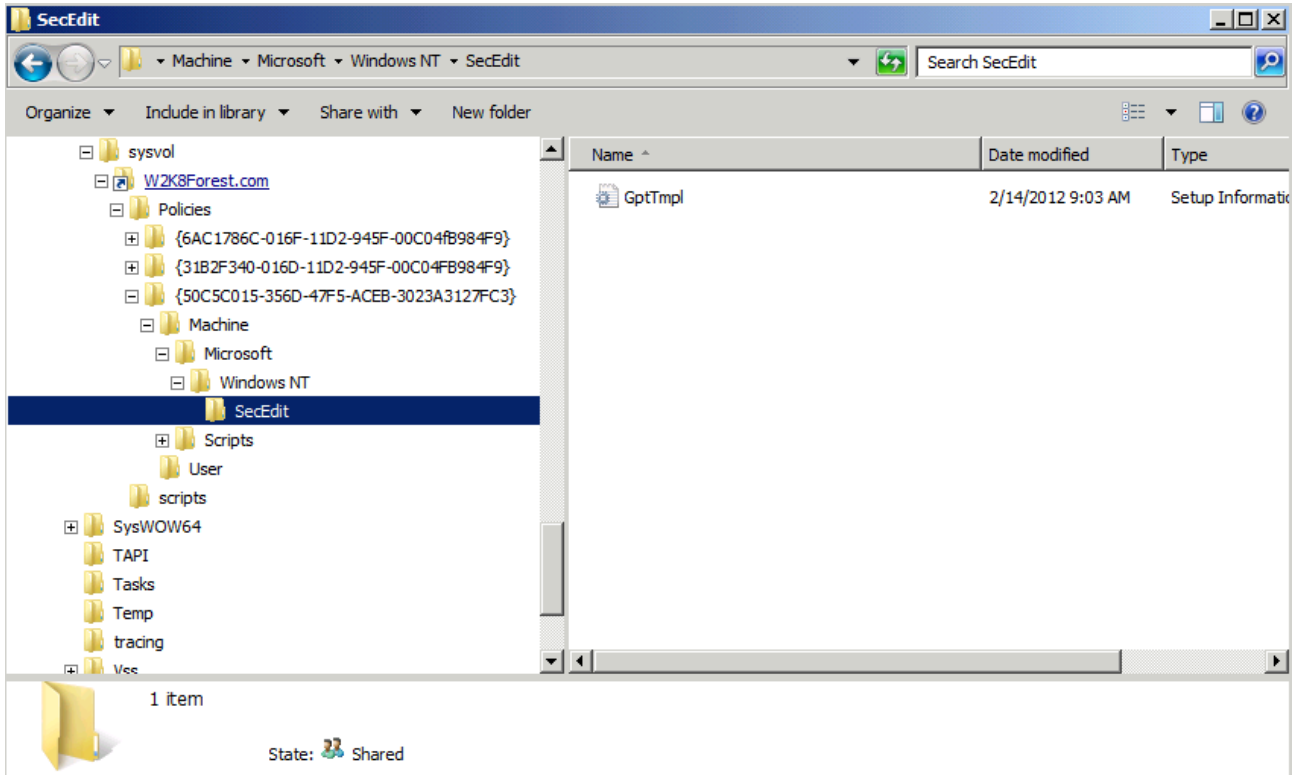 SecEdit
Machine Microsoft Windows NT SecEdit
Search SecEdit
Organize Include in library Share with New folder
sysvol
W2K8Forest.com
Policies
{6AC1786C-016F-11D2-945F-00C04fB984F9}
{31B2F340-016D-11D2-945F-00C04FB984F9}
{50C5C015-356D-47F5-ACEB-3023A3127FC3}
Machine
Microsoft
Windows NT
SecEdit
Scripts
User
scripts
SysWOW64
TAPI
Tasks
Temp
tracing
Vss
Name Date modified Type
GptTmpl 2/14/2012 9:03 AM Setup Informatic
1 item
State: Shared